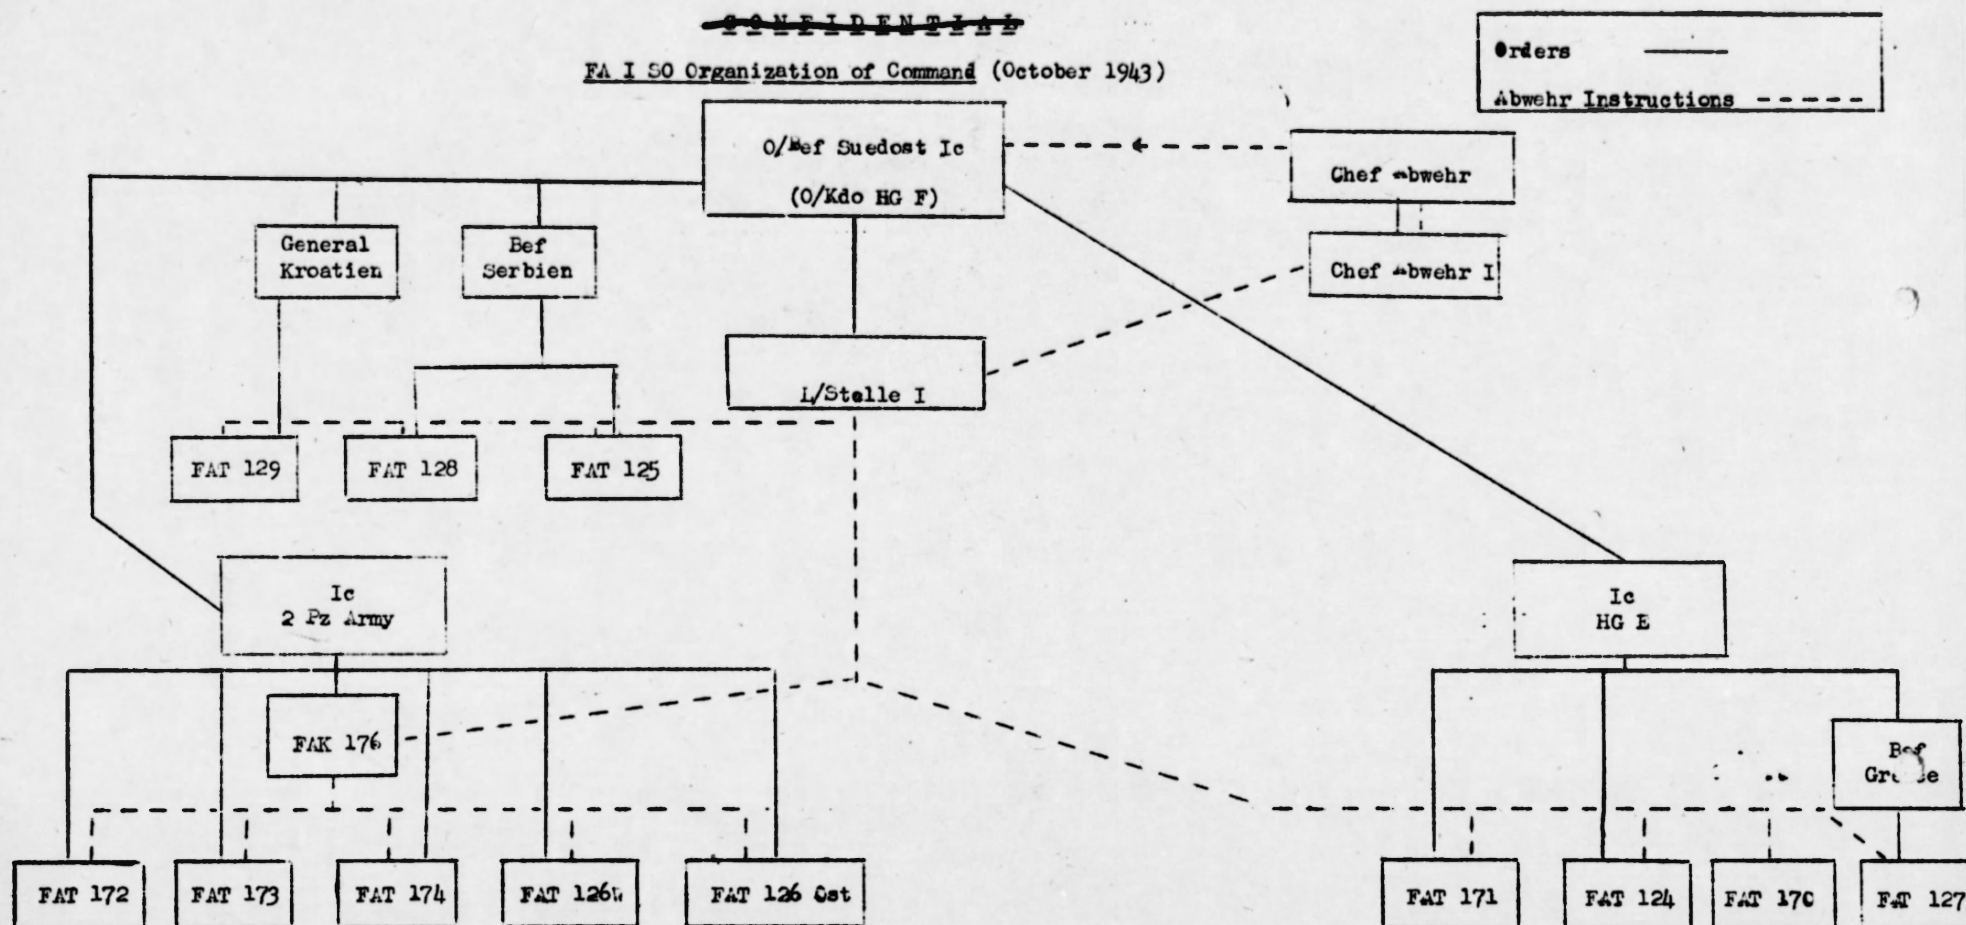 CONFIDENTIAL
FA I SO Organization of Command (October 1943)
Orders
Abwehr Instructions
O/Bef Suedost Ic
(O/Kdo HG F)
Chef Abwehr
Chef Abwehr I
General
Kroatien
Bef
Serbien
L/Stelle I
FAT 129
FAT 128
FAT 125
Ic
2 Pz Army
Ic
HG E
FAK 176
Bef
FAT 172
FAT 173
FAT 174
FAT 126W
FAT 126 Ost
FAT 171
FAT 124
FAT 170
FAT 127